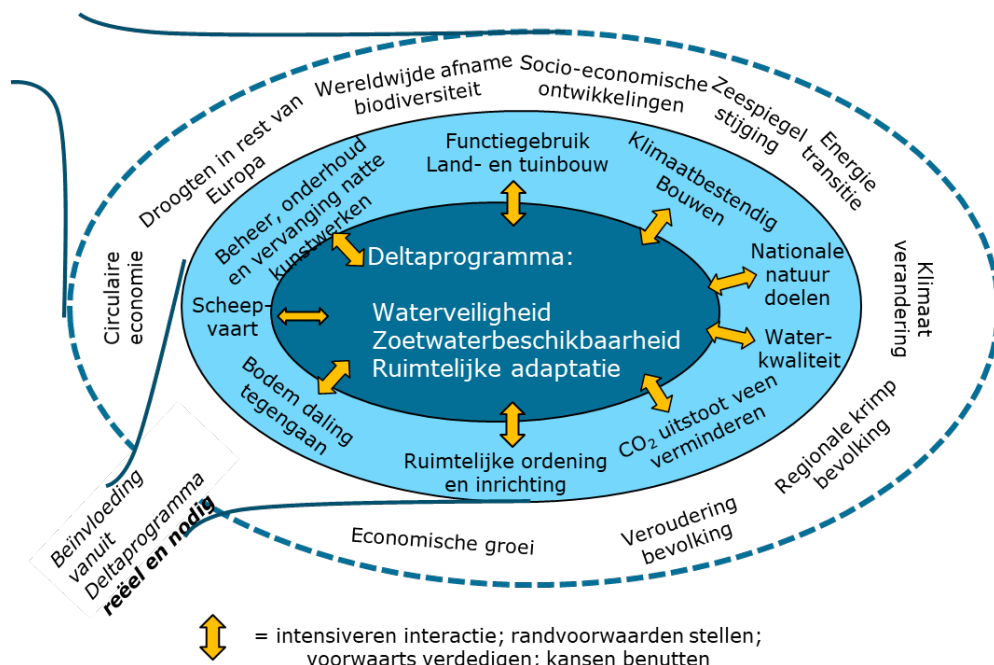 Wereldwijde afname
biodiversiteit
Socio-economische
ontwikkelingen
Zeespiegel
stijging
Energie
transitie
Klimaat
verandering
Regionale krimp
bevolking
Veroudering
bevolking
Economische groei
Circulaire
economie
Droogten in rest van
Europa
Beheer, onderhoud
en vervanging natte
kunstwerken
Functiegebruik
Land- en tuinbouw
Klimaatbestendig
Bouwen
Nationale
natuur
doelen
Water-
kwaliteit
CO₂ uitstoot veen
verminderen
Ruimtelijke ordening
en inrichting
Bodem daling
tegengaan
Scheep-
vaart
Deltaprogramma:
Waterveiligheid
Zoetwaterbeschikbaarheid
Ruimtelijke adaptatie
Beïnvloeding
vanuit
Deltaprogramma
reëel en nodig
= intensiveren interactie; randvoorwaarden stellen;
voorwaarts verdedigen; kansen benutten